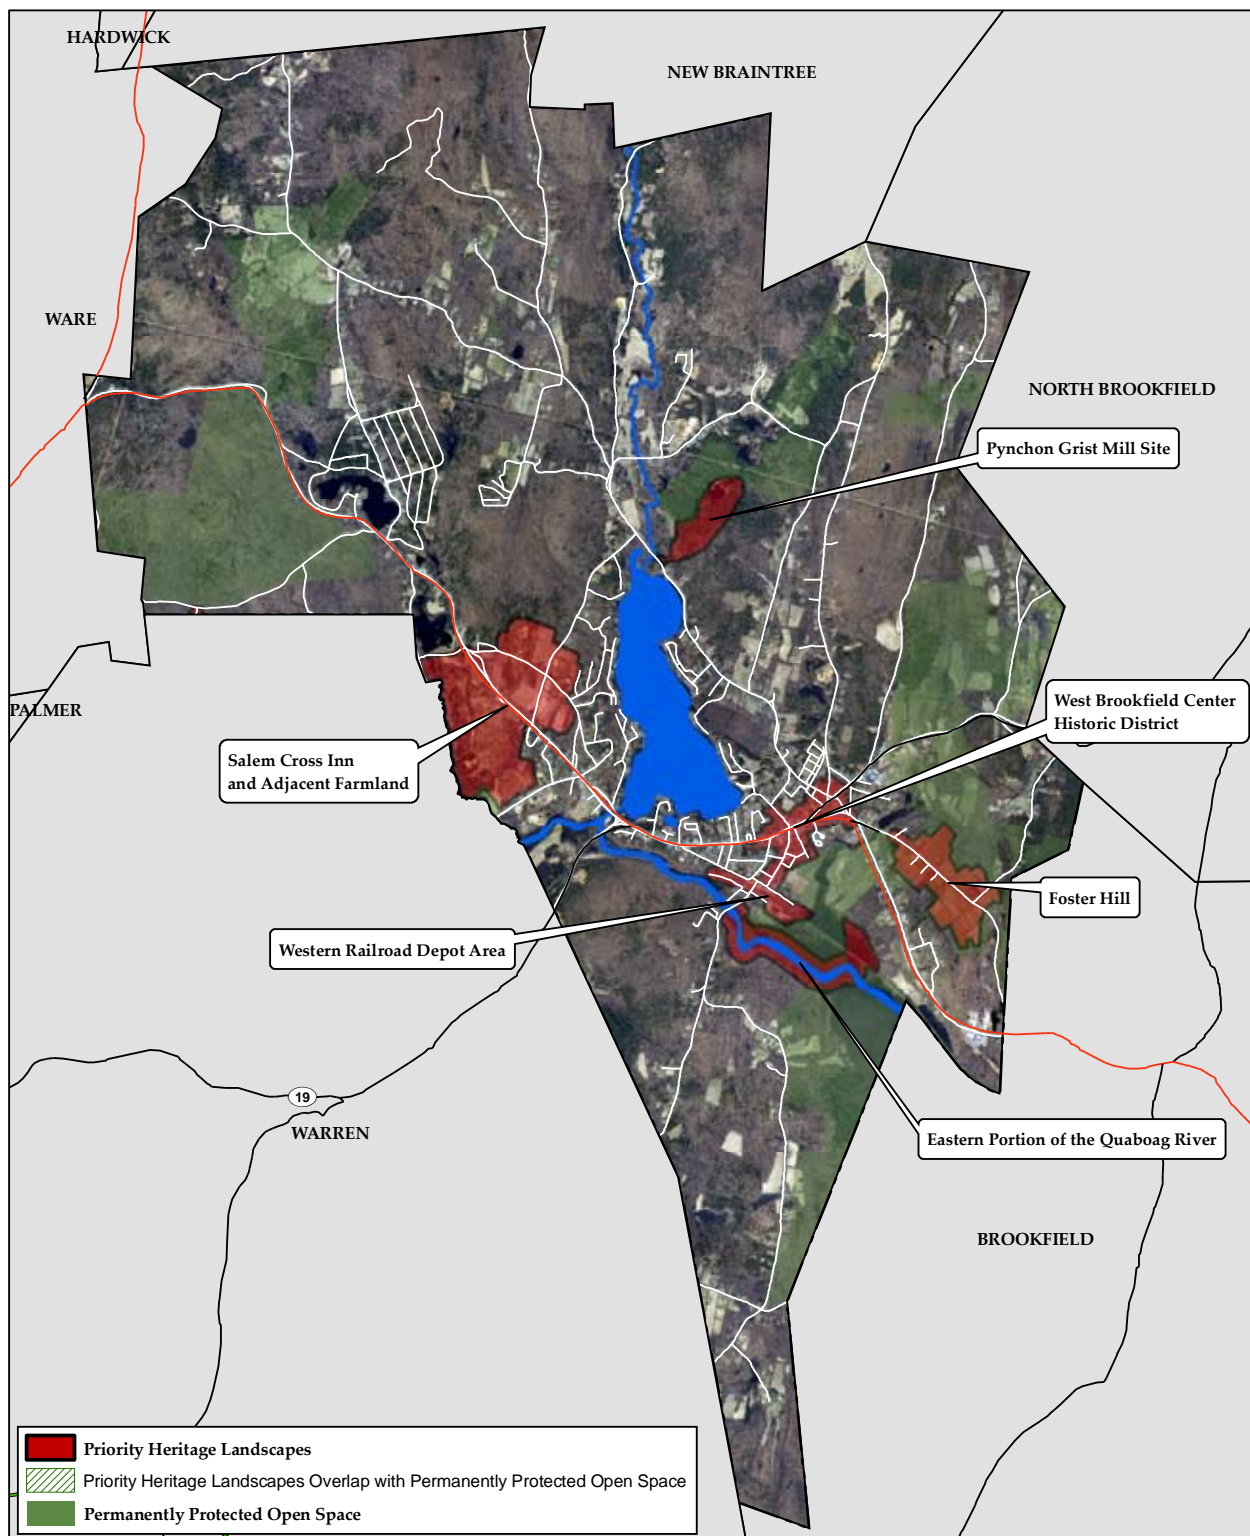 HARDWICK
NEW BRAINTREE
WARE
NORTH BROOKFIELD
Pynchon Grist Mill Site
PALMER
West Brookfield Center
Historic District
Salem Cross Inn
and Adjacent Farmland
Foster Hill
Western Railroad Depot Area
19
WARREN
Eastern Portion of the Quaboag River
BROOKFIELD
Priority Heritage Landscapes
Priority Heritage Landscapes Overlap with Permanently Protected Open Space
Permanently Protected Open Space